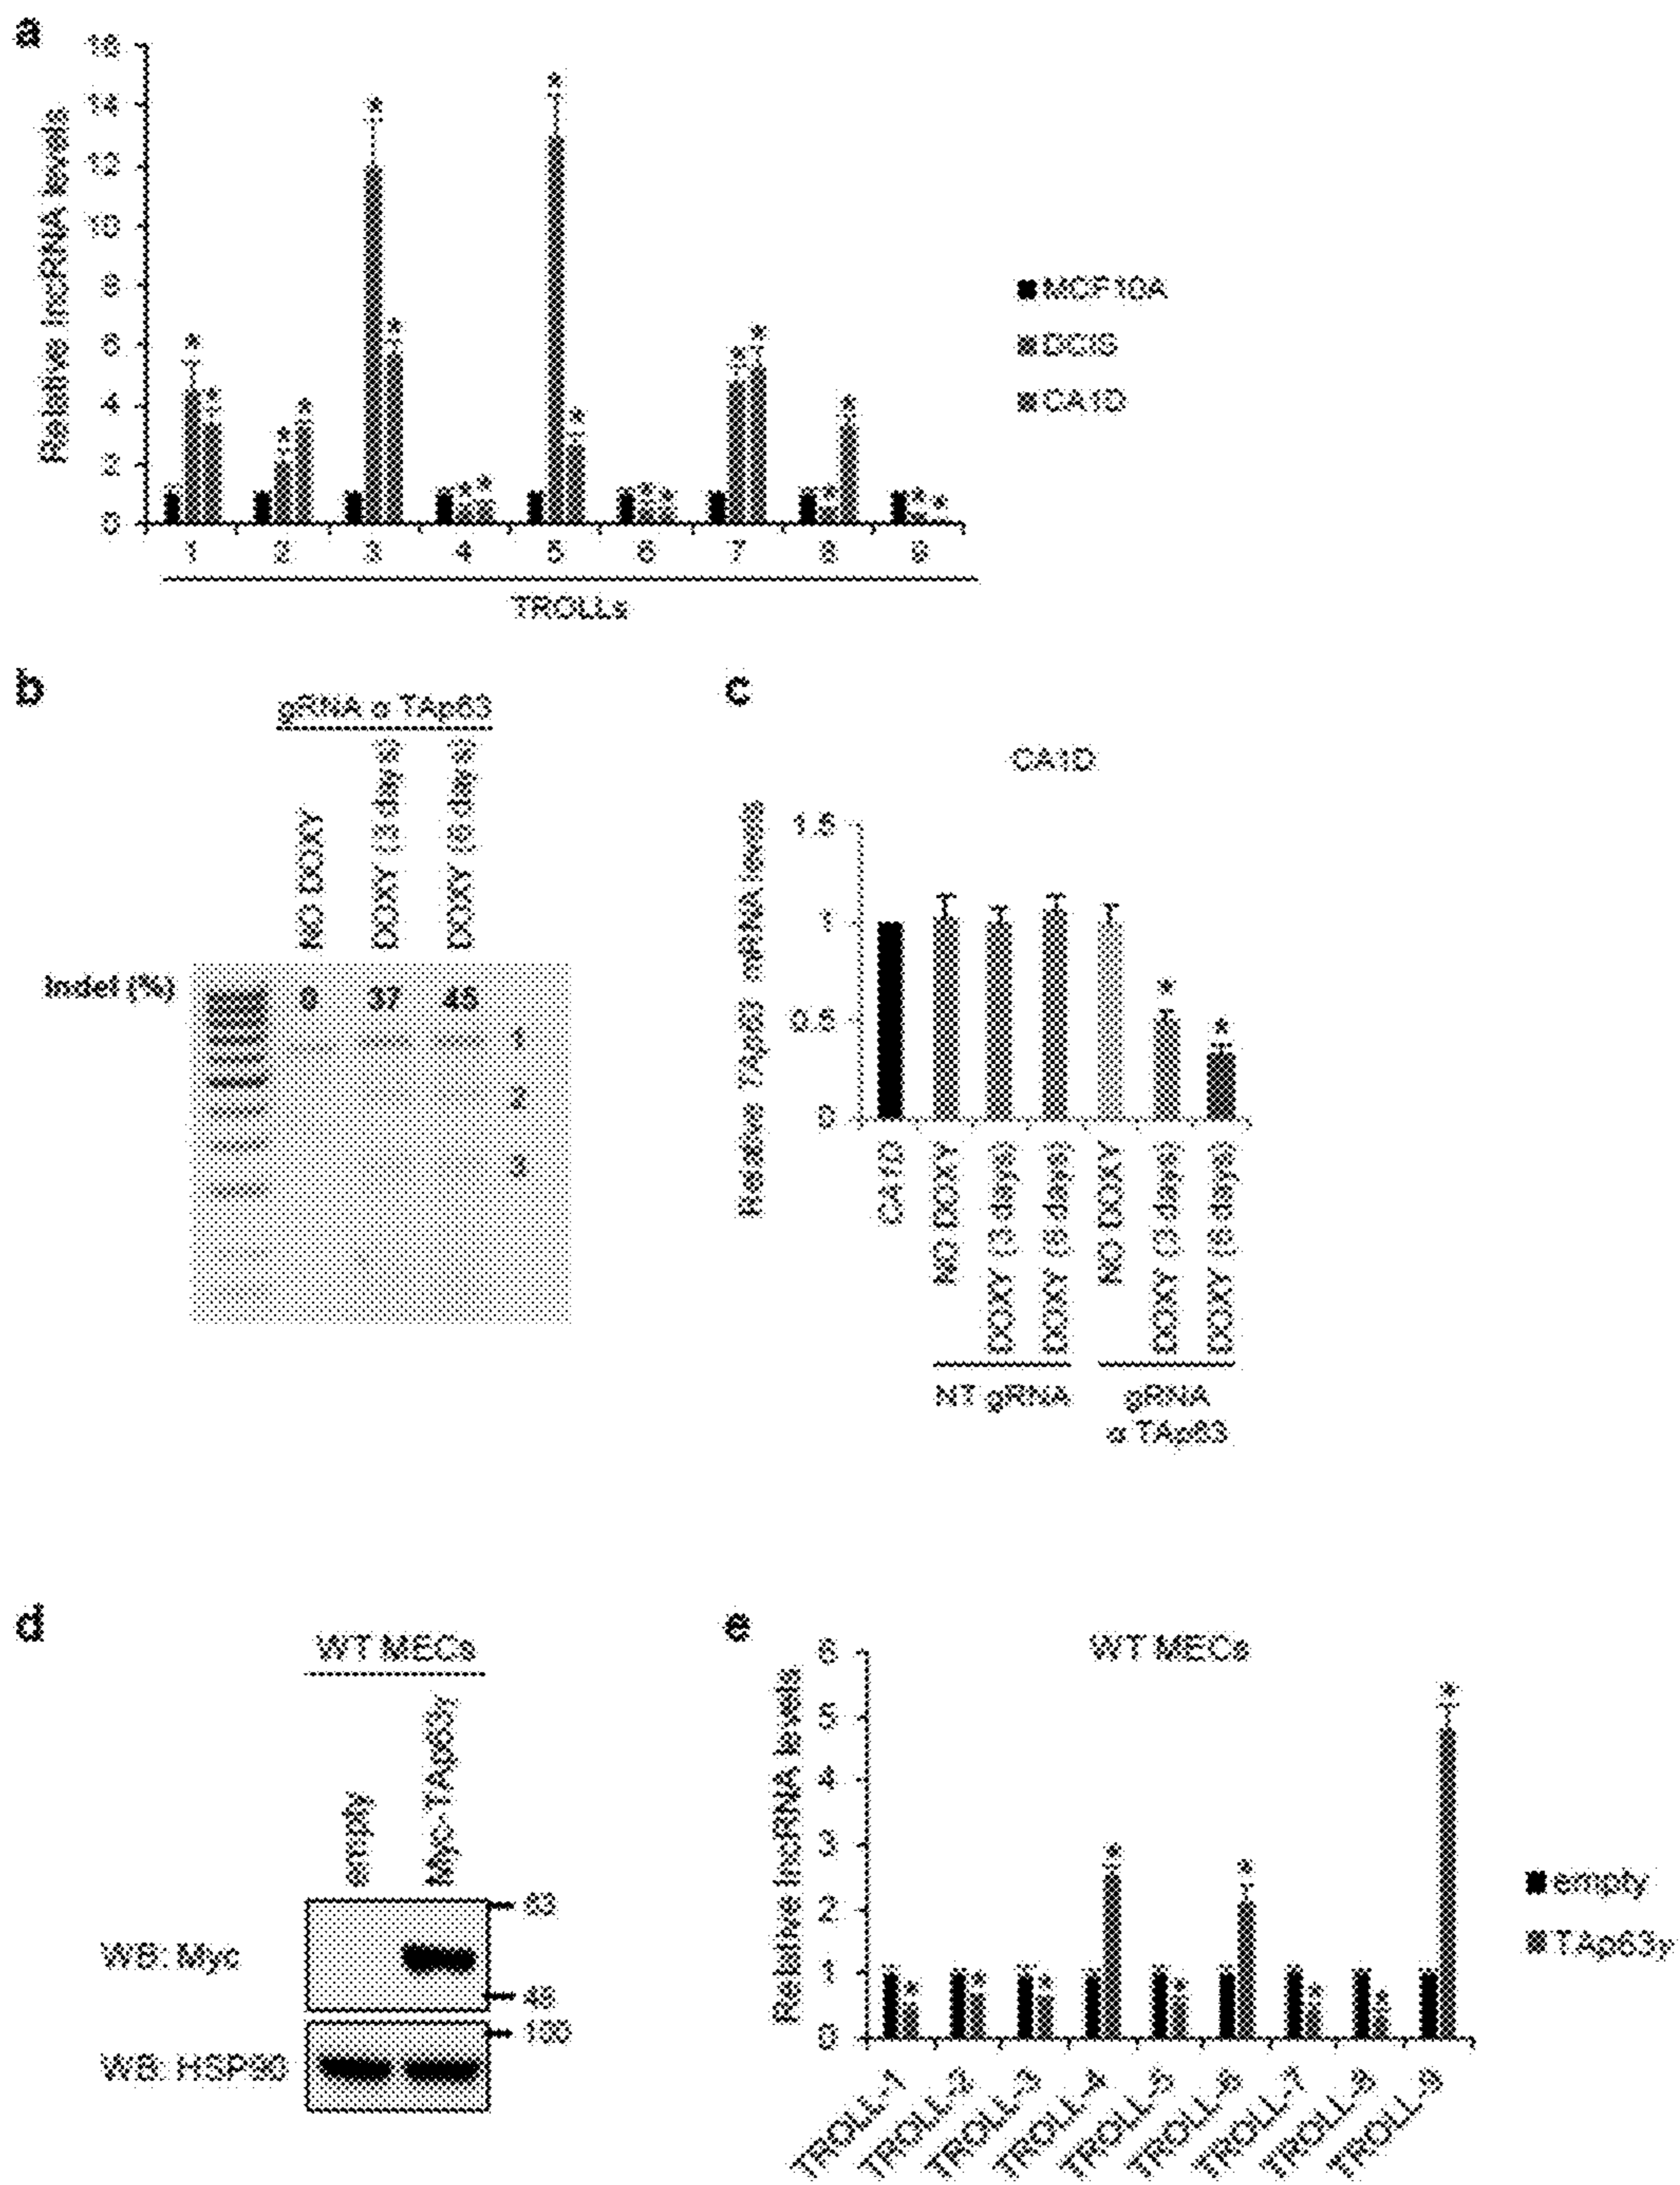 a
Relative lncRNA levels
16
14
12
10
8
6
4
2
0
1 2 3 4 5 6 7 8 9
TROLLs
MCF10A
DCIS
CA1D
b
gRNA α TAp63
NO DOXY
DOXY (3 days)
DOXY (6 days)
Indel (%)
0 37 45
1
2
3
c
CA1D
Relative TAp63 mRNA levels
1.5
1
0.5
0
CA1D
NO DOXY
DOXY (3 days)
DOXY (6 days)
NO DOXY
DOXY (3 days)
DOXY (6 days)
NT gRNA
gRNA
α TAp63
d
WT MECs
empty
Myc-TAp63γ
WB: Myc
63
48
WB: HSP90
100
e
WT MECs
Relative lncRNA levels
6
5
4
3
2
1
0
TROLL-1
TROLL-2
TROLL-3
TROLL-4
TROLL-5
TROLL-6
TROLL-7
TROLL-8
TROLL-9
empty
TAp63γ